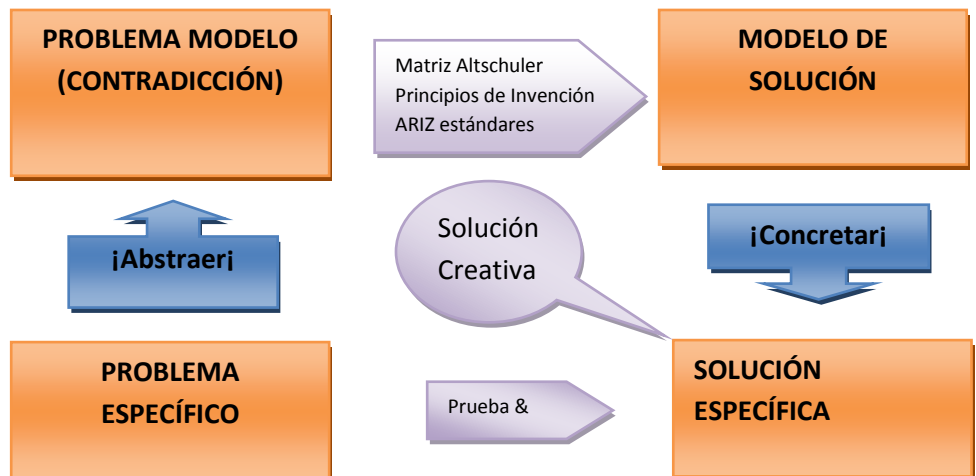 PROBLEMA MODELO
(CONTRADICCIÓN)
Matriz Altschuler
Principios de Invención
ARIZ estándares
MODELO DE
SOLUCIÓN
¡Abstraer¡
Solución
Creativa
¡Concretar¡
PROBLEMA
ESPECÍFICO
Prueba &
SOLUCIÓN
ESPECÍFICA